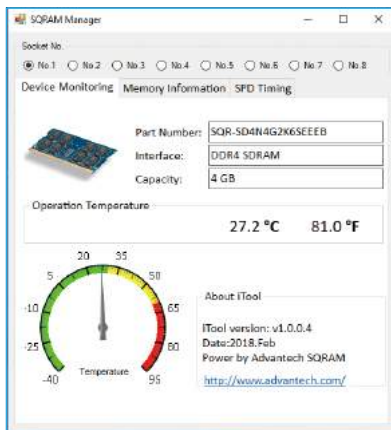 SQRAM Manager
Socket No.
No.1 No.2 No.3 No.4 No.5 No.6 No.7 No.8
Device Monitoring Memory Information SPD Timing
Part Number: SQR-SD4N4G2K6SEEEB
Interface: DDR4 SDRAM
Capacity: 4 GB
Operation Temperature
27.2 °C 81.0 °F
20 35
5 50
-10 65
-25 80
-40 Temperature 95
About iTool
iTool version: v1.0.0.4
Date:2018.Feb
Power by Advantech SQRAM
http://www.advantech.com/